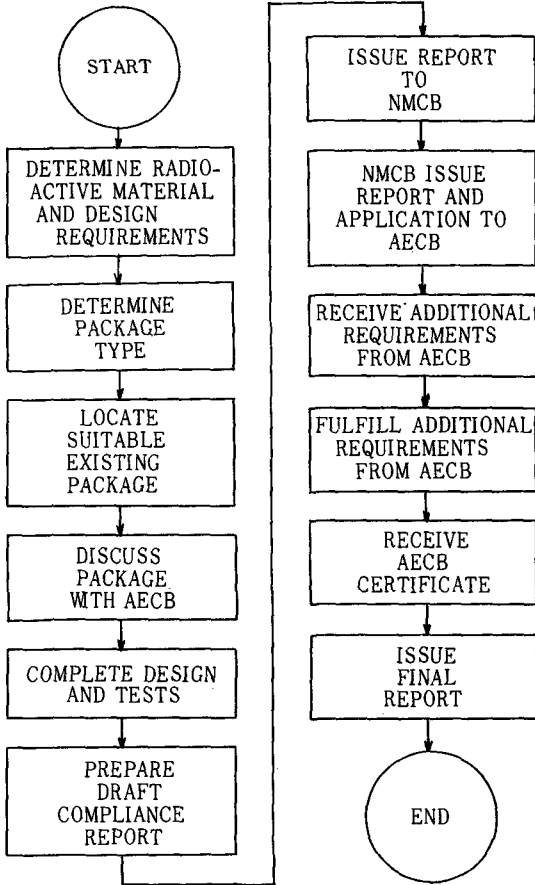 START
DETERMINE RADIO-
ACTIVE MATERIAL
AND DESIGN
REQUIREMENTS
DETERMINE
PACKAGE
TYPE
LOCATE
SUITABLE
EXISTING
PACKAGE
DISCUSS
PACKAGE
WITH AECB
COMPLETE DESIGN
AND TESTS
PREPARE
DRAFT
COMPLIANCE
REPORT
ISSUE REPORT
TO
NMCB
NMCB ISSUE
REPORT AND
APPLICATION TO
AECB
RECEIVE ADDITIONAL
REQUIREMENTS
FROM AECB
FULFILL ADDITIONAL
REQUIREMENTS
FROM AECB
RECEIVE
AECB
CERTIFICATE
ISSUE
FINAL
REPORT
END